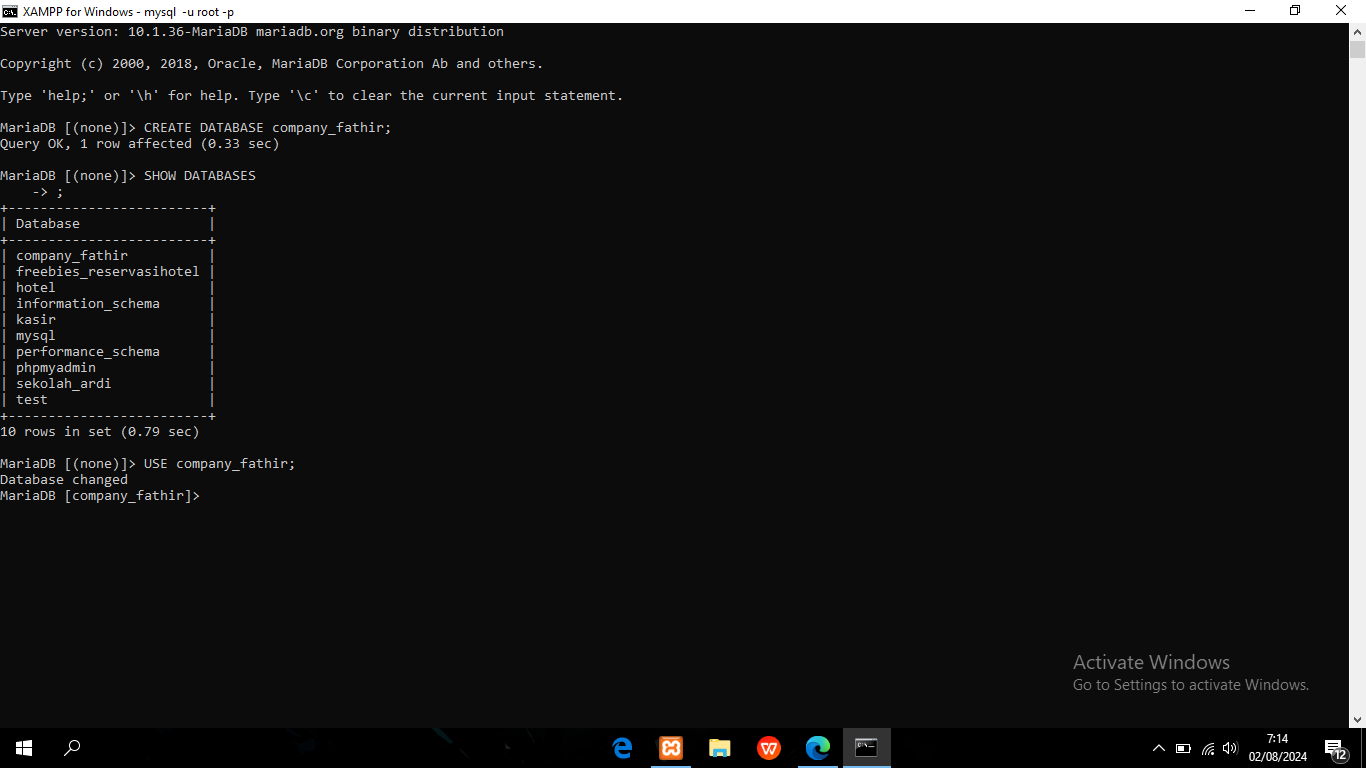 XAMPP for Windows - mysql  -u root -p
Server version: 10.1.36-MariaDB mariadb.org binary distribution

Copyright (c) 2000, 2018, Oracle, MariaDB Corporation Ab and others.

Type 'help;' or '\h' for help. Type '\c' to clear the current input statement.

MariaDB [(none)]> CREATE DATABASE company_fathir;
Query OK, 1 row affected (0.33 sec)

MariaDB [(none)]> SHOW DATABASES
    -> ;
+-------------------------+
| Database                |
+-------------------------+
| company_fathir          |
| freebies_reservasihotel |
| hotel                   |
| information_schema      |
| kasir                   |
| mysql                   |
| performance_schema      |
| phpmyadmin              |
| sekolah_ardi            |
| test                    |
+-------------------------+
10 rows in set (0.79 sec)

MariaDB [(none)]> USE company_fathir;
Database changed
MariaDB [company_fathir]>
Activate Windows
Go to Settings to activate Windows.
7:14
02/08/2024
12